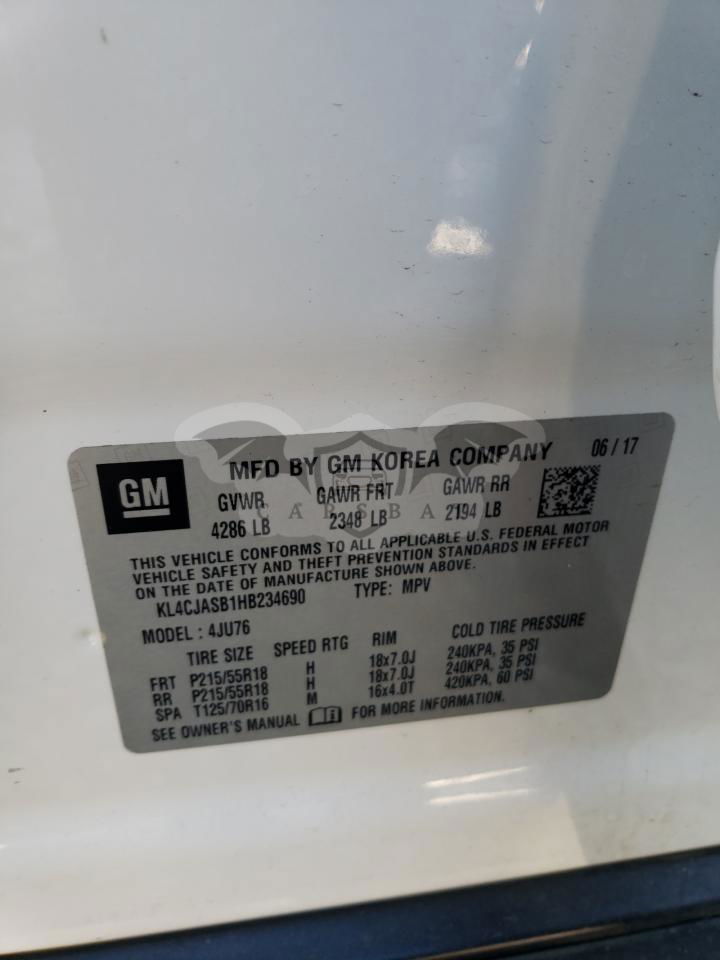 GM
MFD BY GM KOREA COMPANY 06/17
GVWR GAWR FRT GAWR RR
4286 LB 2348 LB 2194 LB
CARSBA
THIS VEHICLE CONFORMS TO ALL APPLICABLE U.S. FEDERAL MOTOR
VEHICLE SAFETY AND THEFT PREVENTION STANDARDS IN EFFECT
ON THE DATE OF MANUFACTURE SHOWN ABOVE.
KL4CJASB1HB234690 TYPE: MPV
MODEL : 4JU76
TIRE SIZE SPEED RTG RIM COLD TIRE PRESSURE
FRT P215/55R18 H 18x7.0J 240KPA, 35 PSI
RR P215/55R18 H 18x7.0J 240KPA, 35 PSI
SPA T125/70R16 M 16x4.0T 420KPA, 60 PSI
SEE OWNER'S MANUAL FOR MORE INFORMATION.